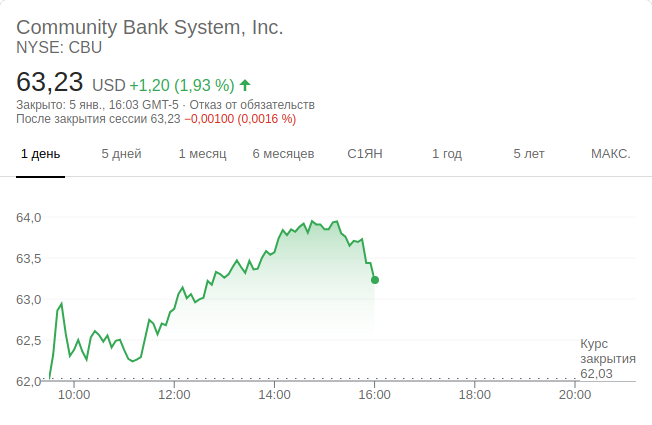 Community Bank System, Inc.
NYSE: CBU
63,23 USD +1,20 (1,93 %)
Закрыто: 5 янв., 16:03 GMT-5 · Отказ от обязательств
После закрытия сессии 63,23 −0,00100 (0,0016 %)
1 день 5 дней 1 месяц 6 месяцев С1ЯН 1 год 5 лет МАКС.
64,0
63,5
63,0
62,5
62,0
Курс
закрытия
62,03
10:00 12:00 14:00 16:00 18:00 20:00